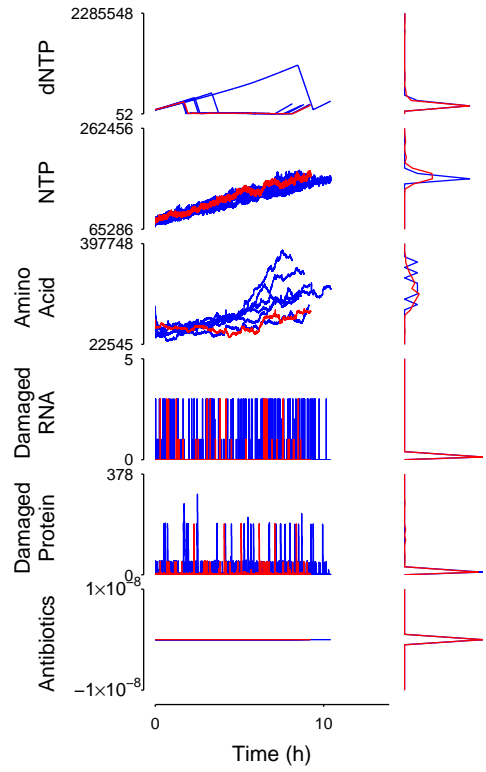 2285548
dNTP
52
262456
NTP
65286
397748
Amino
Acid
22545
5
Damaged
RNA
0
378
Damaged
Protein
0
1×10⁻⁸
Antibiotics
−1×10⁻⁸
0 10
Time (h)